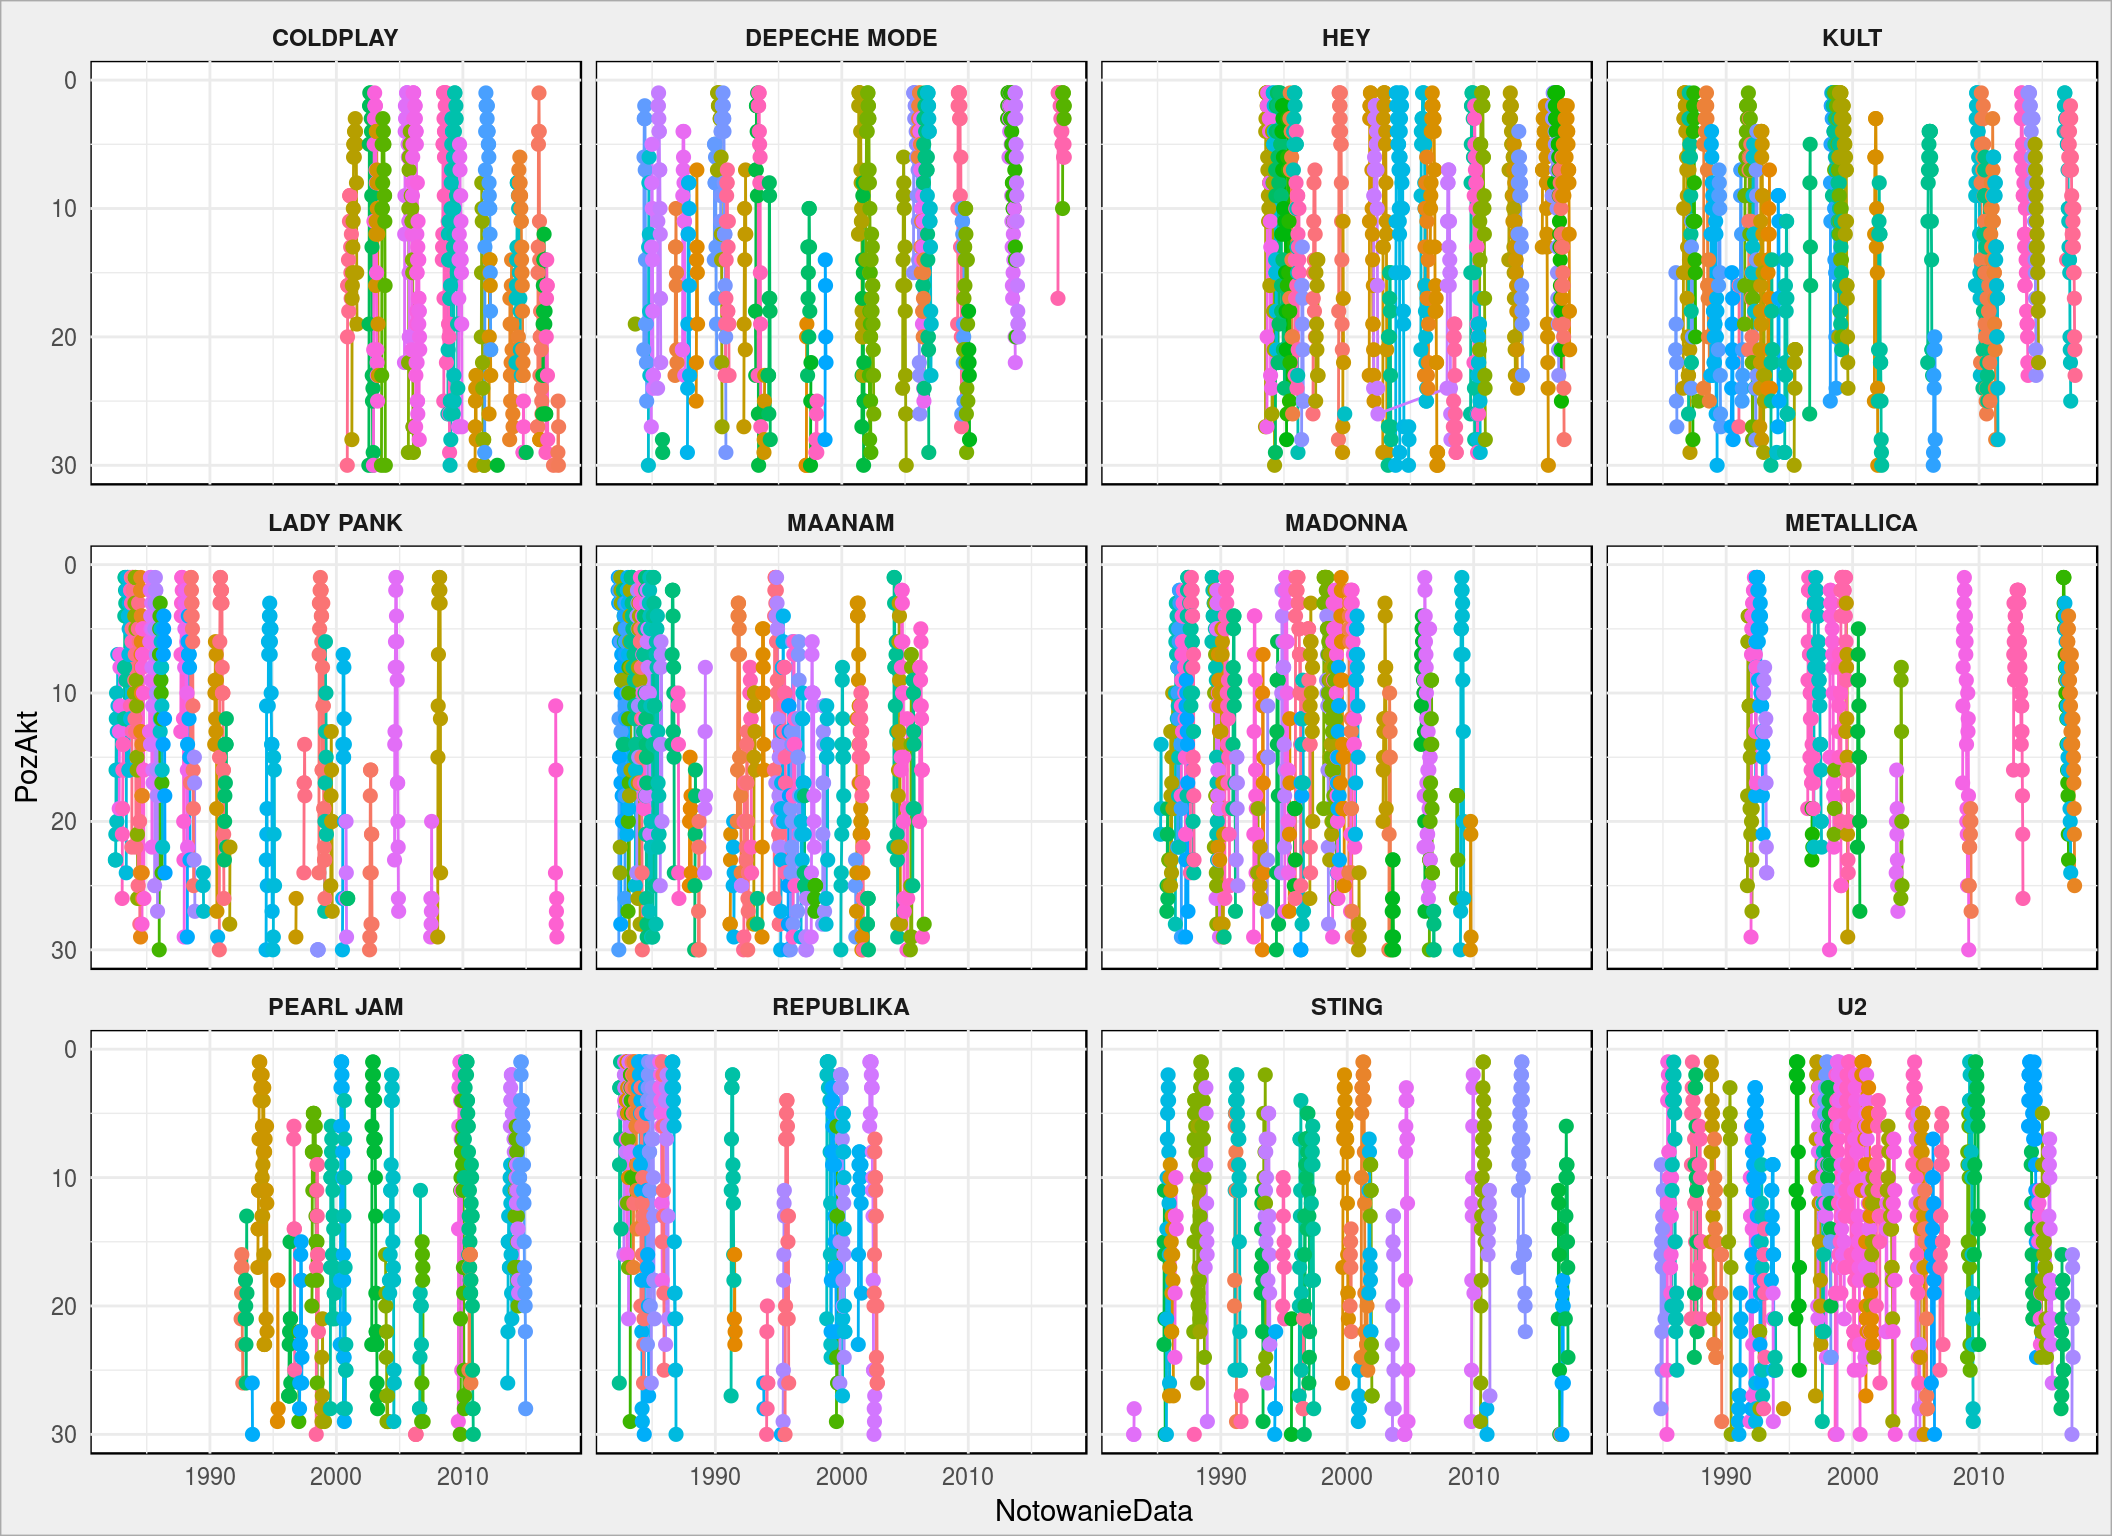 COLDPLAY DEPECHE MODE HEY KULT
0
10
20
30
LADY PANK MAANAM MADONNA METALLICA
0
10
20
30
PozAkt
PEARL JAM REPUBLIKA STING U2
0
10
20
30
1990 2000 2010 1990 2000 2010 1990 2000 2010 1990 2000 2010
NotowanieData